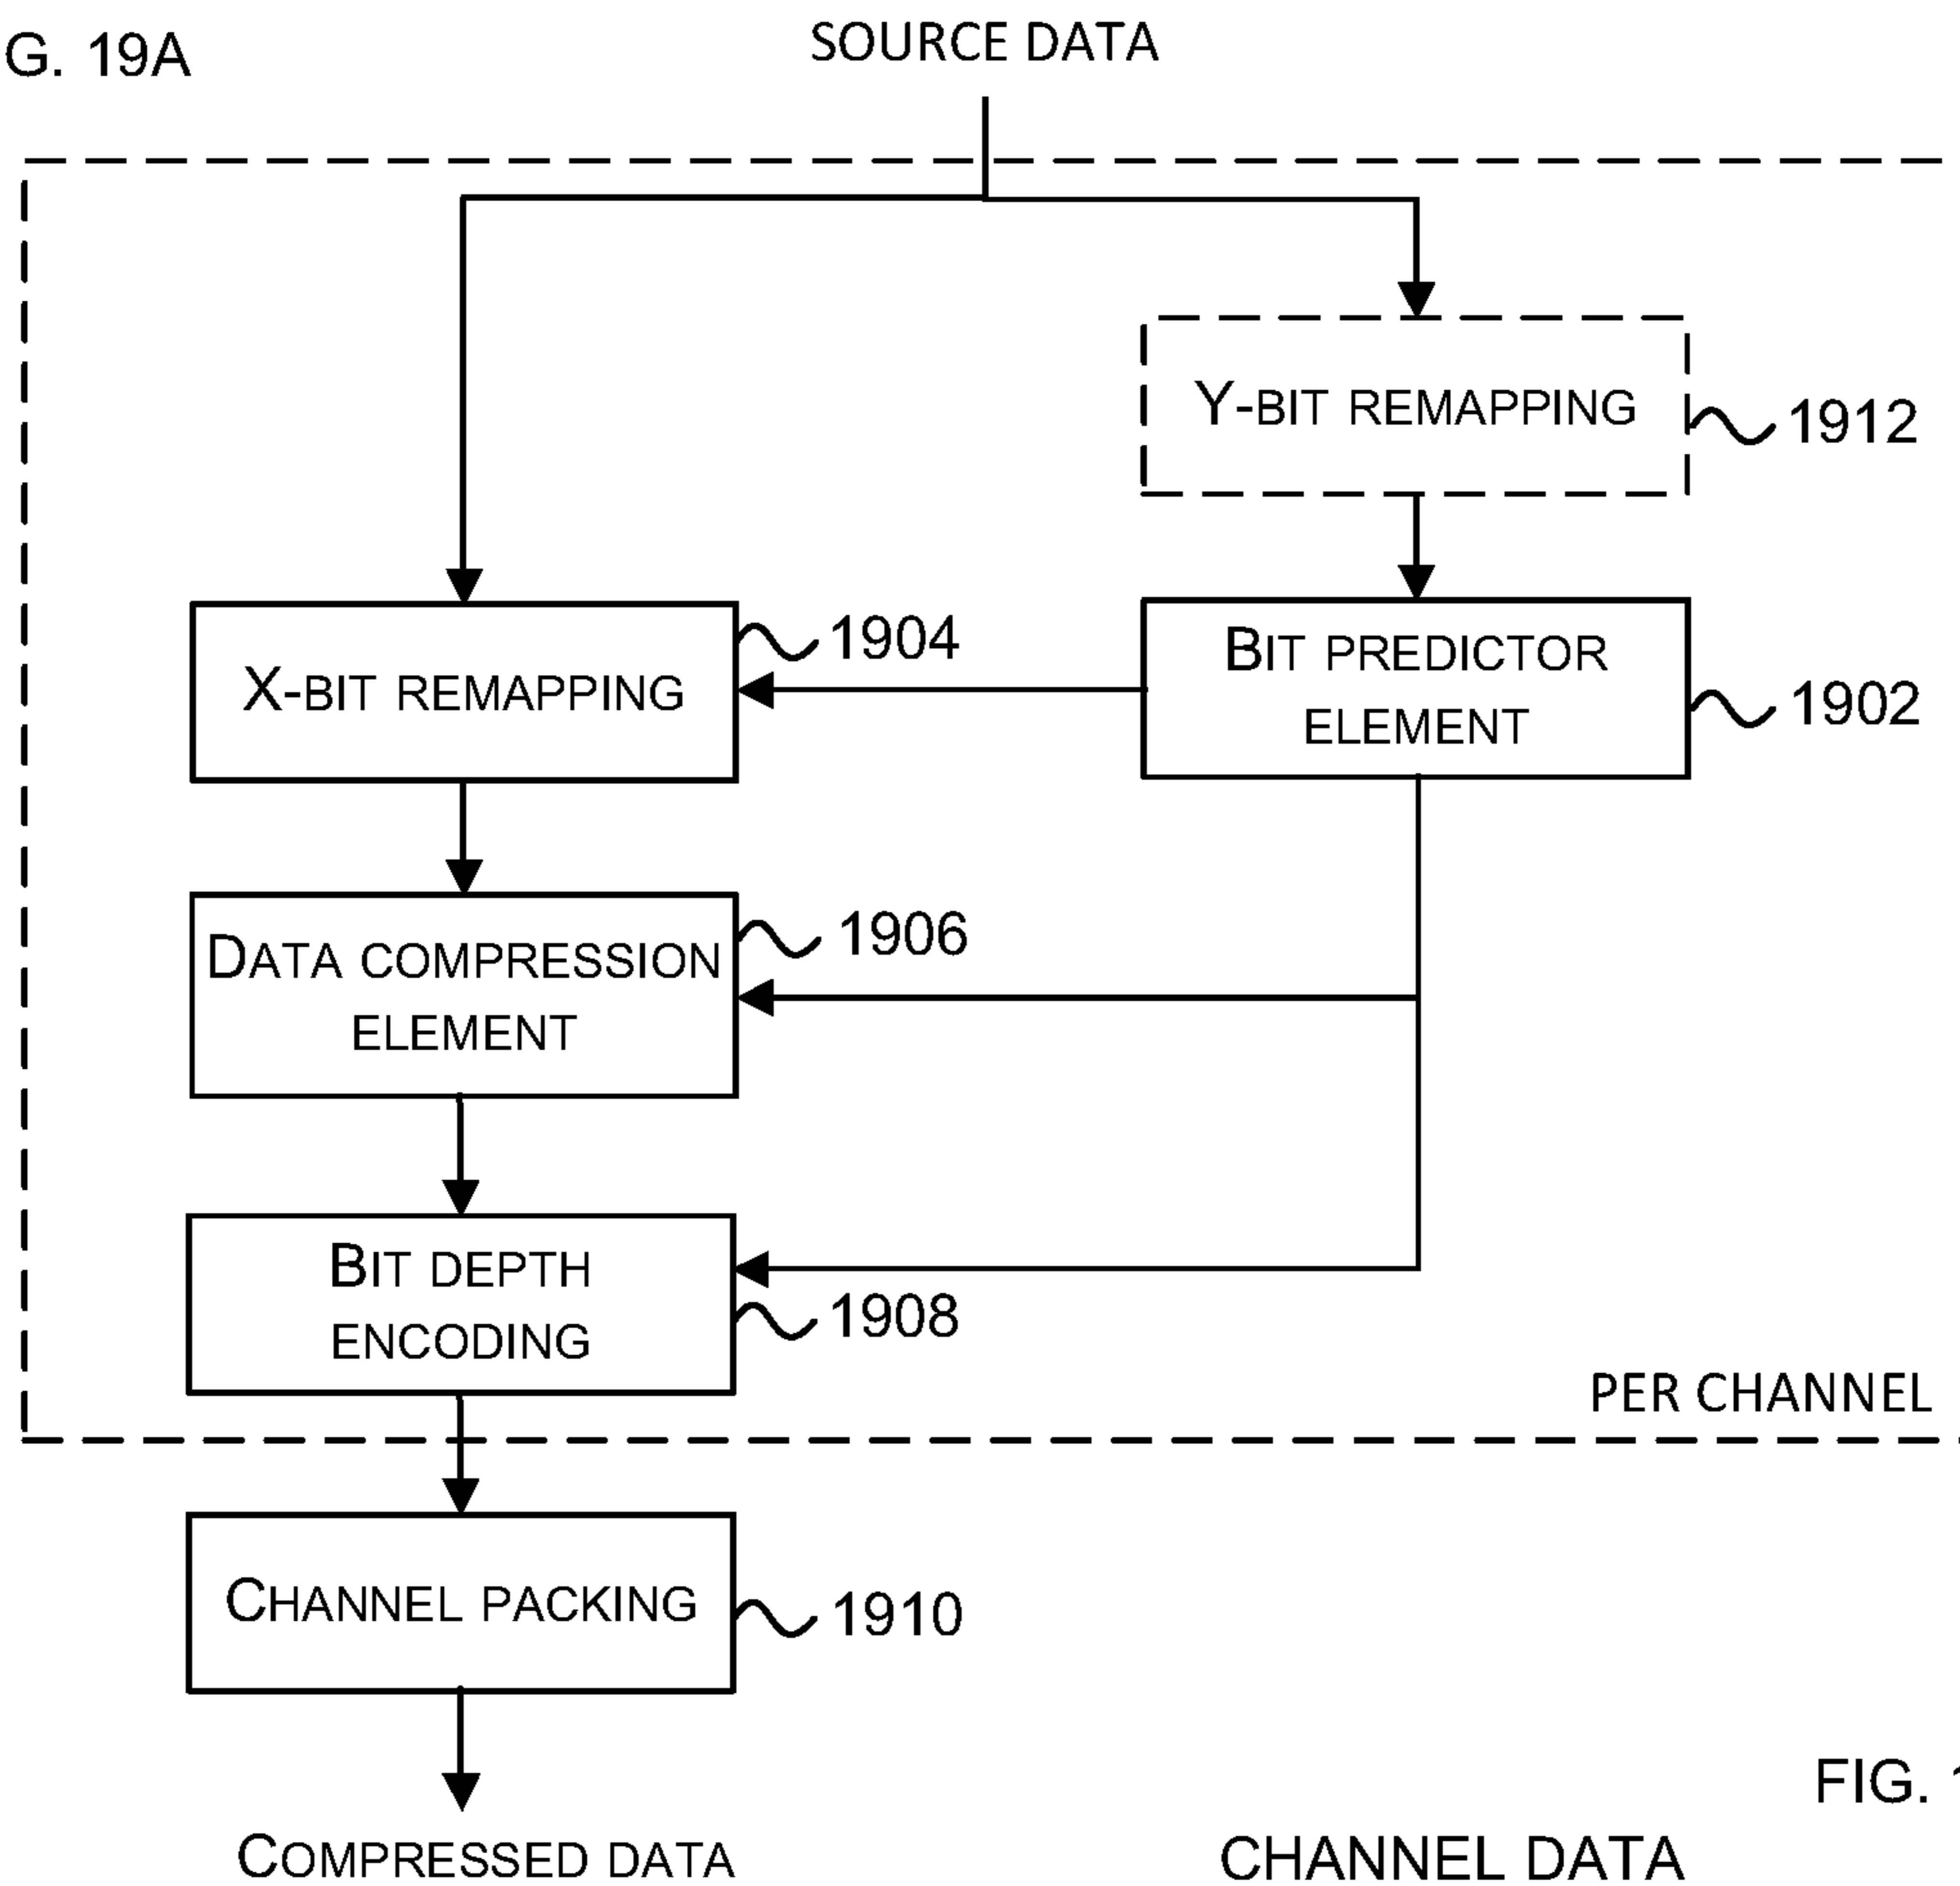 G. 19A
SOURCE DATA
Y-BIT REMAPPING
1912
X-BIT REMAPPING
1904
BIT PREDICTOR
ELEMENT
1902
DATA COMPRESSION
ELEMENT
1906
BIT DEPTH
ENCODING
1908
PER CHANNEL
CHANNEL PACKING
1910
FIG.
COMPRESSED DATA
CHANNEL DATA